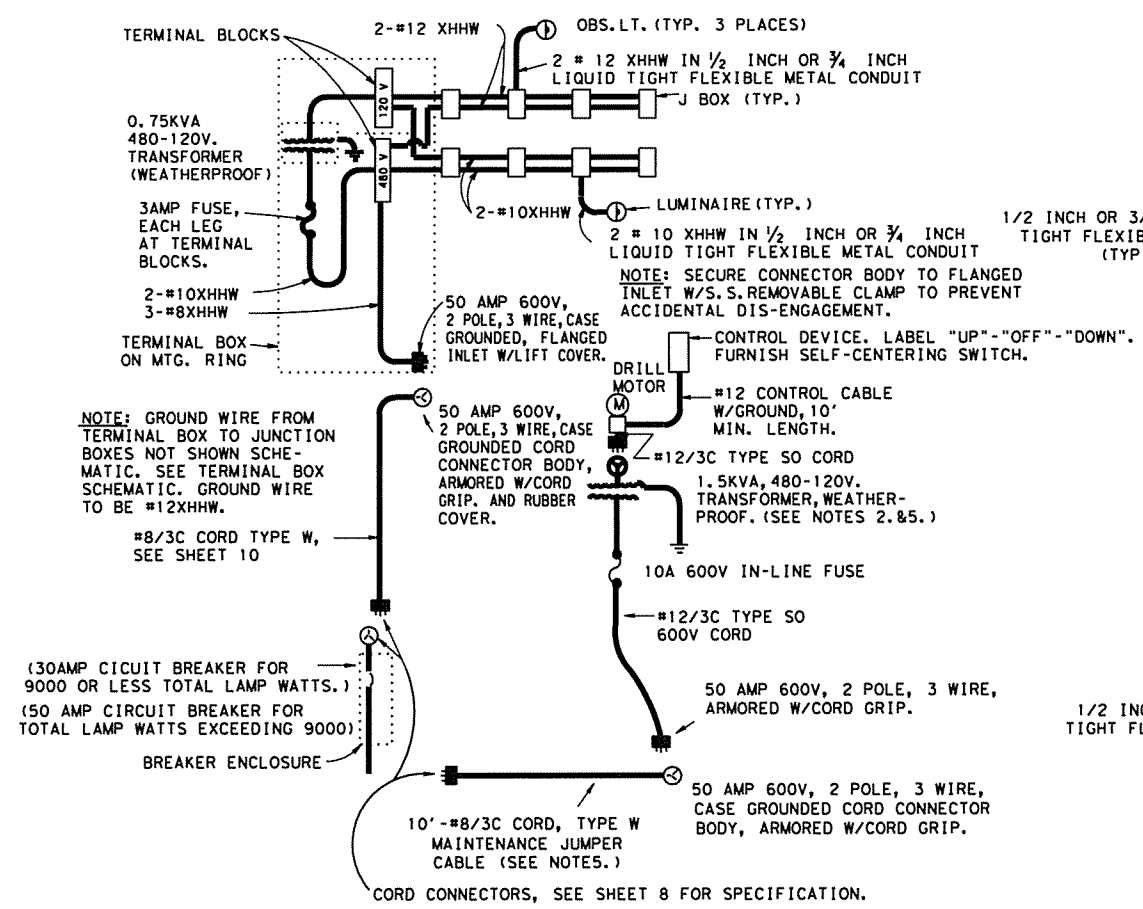 TERMINAL BLOCKS
2-#12 XHHW
OBS.LT. (TYP. 3 PLACES)
2 # 12 XHHW IN 1/2 INCH OR 3/4 INCH
LIQUID TIGHT FLEXIBLE METAL CONDUIT
J BOX (TYP.)
120 V
480 V
0.75KVA
480-120V.
TRANSFORMER
(WEATHERPROOF)
3AMP FUSE,
EACH LEG
AT TERMINAL
BLOCKS.
2-#10XHHW
3-#8XHHW
TERMINAL BOX
ON MTG. RING
2-#10XHHW
LUMINAIRE(TYP.)
2 # 10 XHHW IN 1/2 INCH OR 3/4 INCH
LIQUID TIGHT FLEXIBLE METAL CONDUIT
1/2 INCH OR 3/
TIGHT FLEXIB
(TYP
NOTE: SECURE CONNECTOR BODY TO FLANGED
INLET W/S.S.REMOVABLE CLAMP TO PREVENT
ACCIDENTAL DIS-ENGAGEMENT.
50 AMP 600V,
2 POLE,3 WIRE,CASE
GROUNDED, FLANGED
INLET W/LIFT COVER.
CONTROL DEVICE. LABEL "UP"-"OFF"-"DOWN".
FURNISH SELF-CENTERING SWITCH.
DRILL
MOTOR
M
#12 CONTROL CABLE
W/GROUND,10'
MIN. LENGTH.
#12/3C TYPE SO CORD
1.5KVA,480-120V.
TRANSFORMER,WEATHER-
PROOF.(SEE NOTES 2.&5.)
NOTE: GROUND WIRE FROM
TERMINAL BOX TO JUNCTION
BOXES NOT SHOWN SCHE-
MATIC. SEE TERMINAL BOX
SCHEMATIC. GROUND WIRE
TO BE #12XHHW.
50 AMP 600V,
2 POLE,3 WIRE,CASE
GROUNDED CORD
CONNECTOR BODY,
ARMORED W/CORD
GRIP. AND RUBBER
COVER.
#8/3C CORD TYPE W,
SEE SHEET 10
10A 600V IN-LINE FUSE
#12/3C TYPE SO
600V CORD
(30AMP CICUIT BREAKER FOR
9000 OR LESS TOTAL LAMP WATTS.)
(50 AMP CIRCUIT BREAKER FOR
TOTAL LAMP WATTS EXCEEDING 9000)
BREAKER ENCLOSURE
50 AMP 600V, 2 POLE, 3 WIRE,
ARMORED W/CORD GRIP.
1/2 INC
TIGHT FL
50 AMP 600V, 2 POLE, 3 WIRE,
CASE GROUNDED CORD CONNECTOR
BODY, ARMORED W/CORD GRIP.
10'-#8/3C CORD, TYPE W
MAINTENANCE JUMPER
CABLE (SEE NOTE5.)
CORD CONNECTORS, SEE SHEET 8 FOR SPECIFICATION.